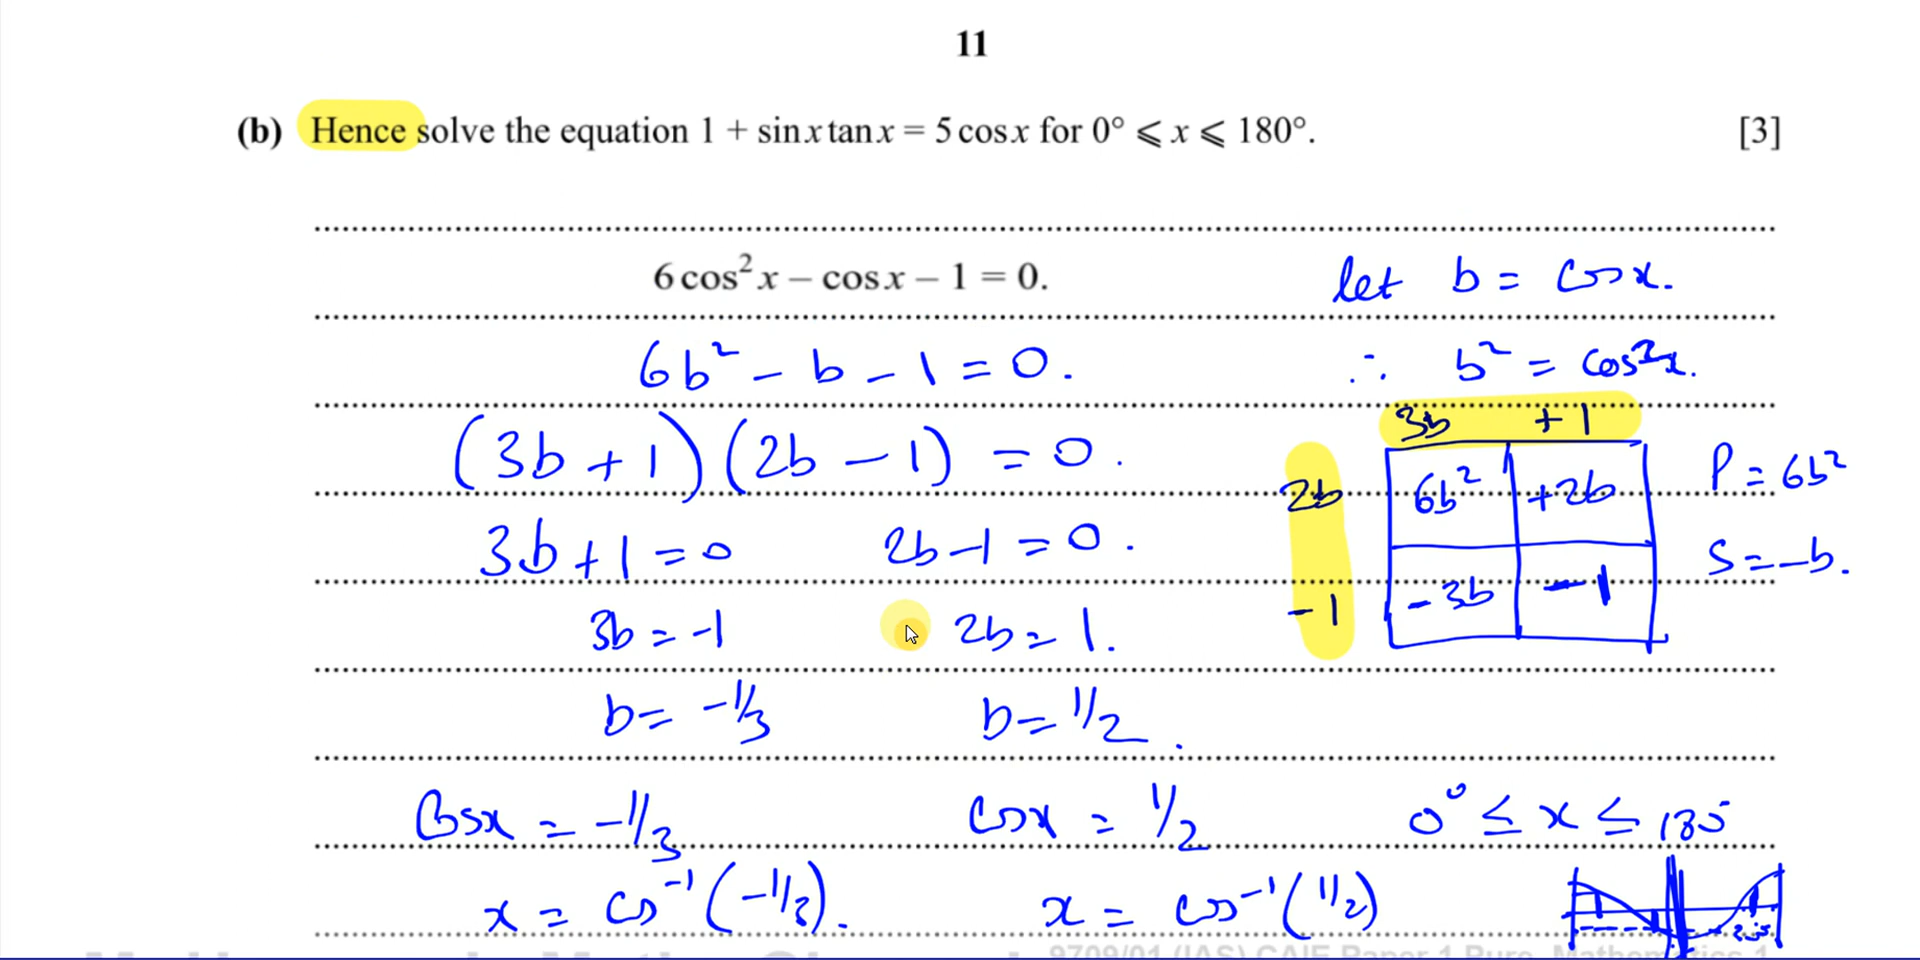 11
(b) Hence solve the equation 1 + sin x tan x = 5 cos x for 0° ⩽ x ⩽ 180°. [3]
6 cos² x − cos x − 1 = 0. let b = cos x.
6b² − b − 1 = 0. ∴ b² = cos²x.
3b +1
(3b + 1)(2b − 1) = 0. 2b 6b² +2b P = 6b²
3b + 1 = 0 2b − 1 = 0. S = −b.
3b = −1 2b = 1. −1 −3b −1
b = −1/3 b = 1/2.
Cos x = −1/3 cos x = 1/2 0° ≤ x ≤ 180
x = cos⁻¹(−1/3). x = cos⁻¹(1/2)